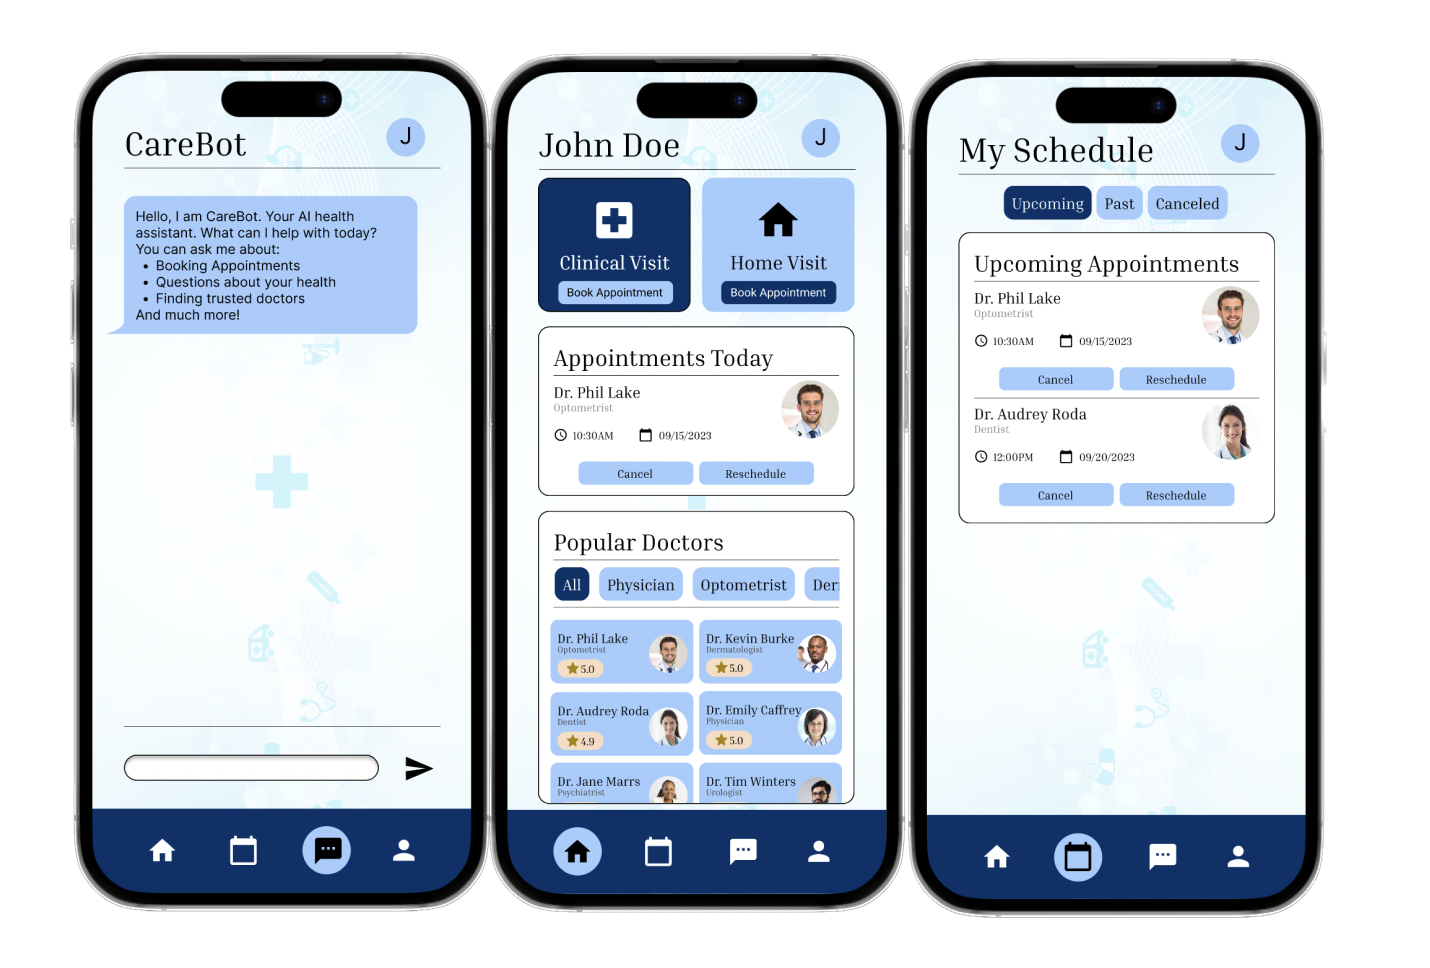 CareBot
J
Hello, I am CareBot. Your AI health
assistant. What can I help with today?
You can ask me about:
• Booking Appointments
• Questions about your health
• Finding trusted doctors
And much more!
John Doe
J
Clinical Visit
Book Appointment
Home Visit
Book Appointment
Appointments Today
Dr. Phil Lake
Optometrist
10:30AM 09/15/2023
Cancel Reschedule
Popular Doctors
All Physician Optometrist Der
Dr. Phil Lake
Optometrist
5.0
Dr. Kevin Burke
Dermatologist
5.0
Dr. Audrey Roda
Dentist
4.9
Dr. Emily Caffrey
Physician
5.0
Dr. Jane Marrs
Psychiatrist
Dr. Tim Winters
Urologist
My Schedule
J
Upcoming Past Canceled
Upcoming Appointments
Dr. Phil Lake
Optometrist
10:30AM 09/15/2023
Cancel Reschedule
Dr. Audrey Roda
Dentist
12:00PM 09/20/2023
Cancel Reschedule